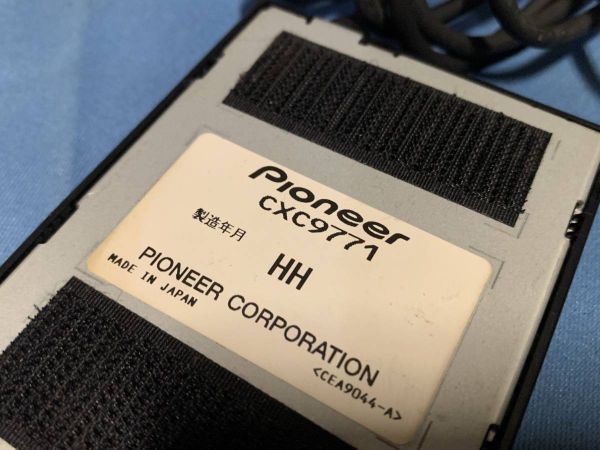 Pioneer
CXC9771
製造年月 HH
PIONEER CORPORATION
MADE IN JAPAN
<CEA9044-A>